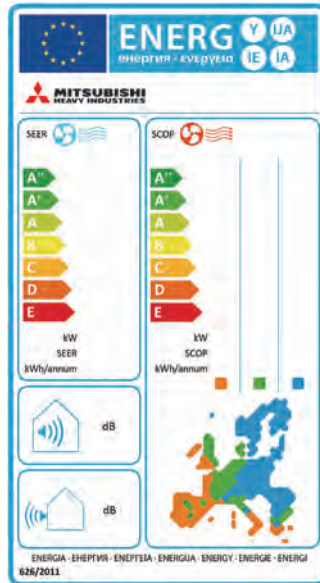 ENERG
Y IJA
IE IA
енергия · ενεργεια
MITSUBISHI
HEAVY INDUSTRIES
SEER
SCOP
A++
A+
A
B
C
D
E
kW
SEER
kWh/annum
A++
A+
A
B
C
D
E
kW
SCOP
kWh/annum
dB
dB
ENERGIA · ЕНЕРГИЯ · ΕΝΕΡΓΕΙΑ · ENERGIJA · ENERGY · ENERGIE · ENERGI
626/2011